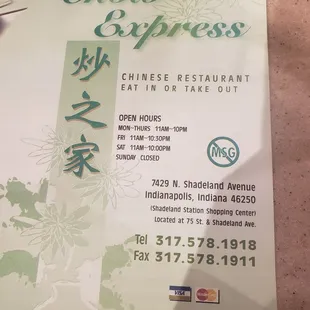 Express
炒之家
CHINESE RESTAURANT
EAT IN OR TAKE OUT
OPEN HOURS
MON-THURS 11AM-10PM
FRI 11AM-10:30PM
SAT 11AM-10:00PM
SUNDAY CLOSED
MSG
7429 N. Shadeland Avenue
Indianapolis, Indiana 46250
(Shadeland Station Shopping Center)
Located at 75 St. & Shadeland Ave.
Tel 317.578.1918
Fax 317.578.1911
VISA MasterCard